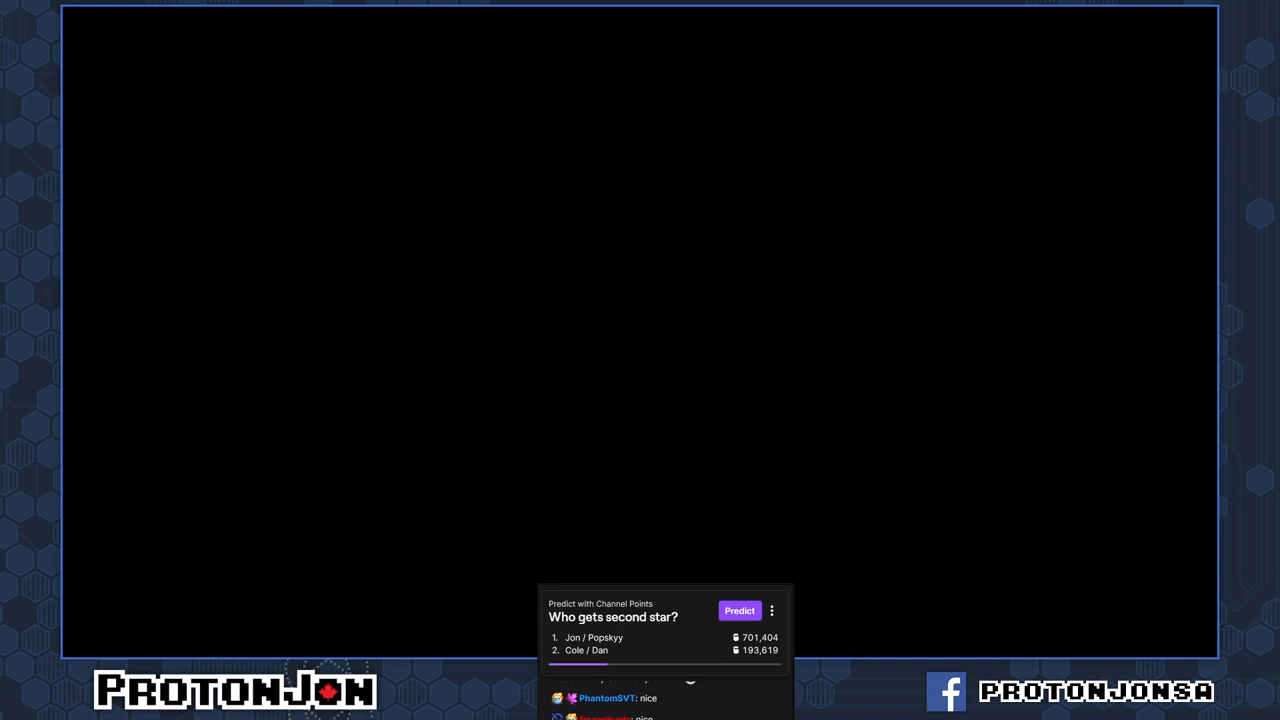 Predict with Channel Points
Who gets second star?
Predict
1. Jon / Popskyy 701,404
2. Cole / Dan 193,619
PhantomSVT: nice
nice
PROTONJON
PROTONJONSA